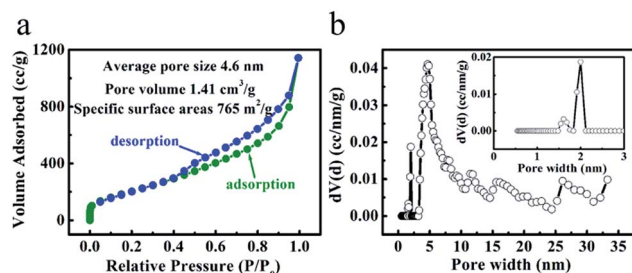 a
1200
800
400
0
Volume Adsorbed (cc/g)
Average pore size 4.6 nm
Pore volume 1.41 cm³/g
Specific surface areas 765 m²/g
desorption
adsorption
0.0 0.2 0.4 0.6 0.8 1.0
Relative Pressure (P/P₀)
b
0.04
0.03
0.02
0.01
0.00
dV(d) (cc/nm/g)
0.02
0.01
0.00
dV(d) (cc/nm/g)
0 1 2 3
Pore width (nm)
0 5 10 15 20 25 30 35
Pore width (nm)